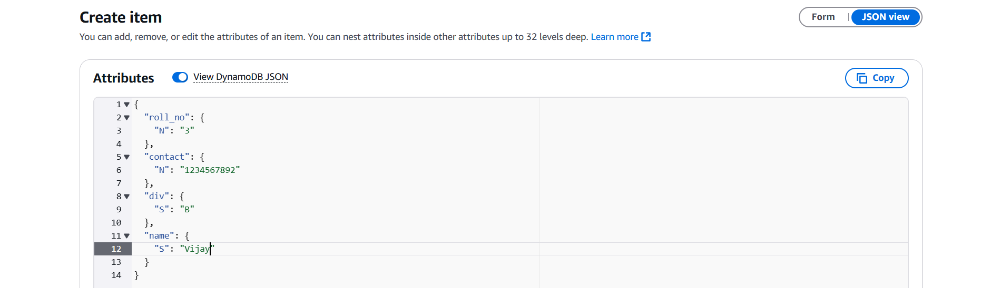 Create item
Form
JSON view
You can add, remove, or edit the attributes of an item. You can nest attributes inside other attributes up to 32 levels deep. Learn more
Attributes
View DynamoDB JSON
Copy
1 {
2   "roll_no": {
3     "N": "3"
4   },
5   "contact": {
6     "N": "1234567892"
7   },
8   "div": {
9     "S": "B"
10   },
11   "name": {
12     "S": "Vijay"
13   }
14 }